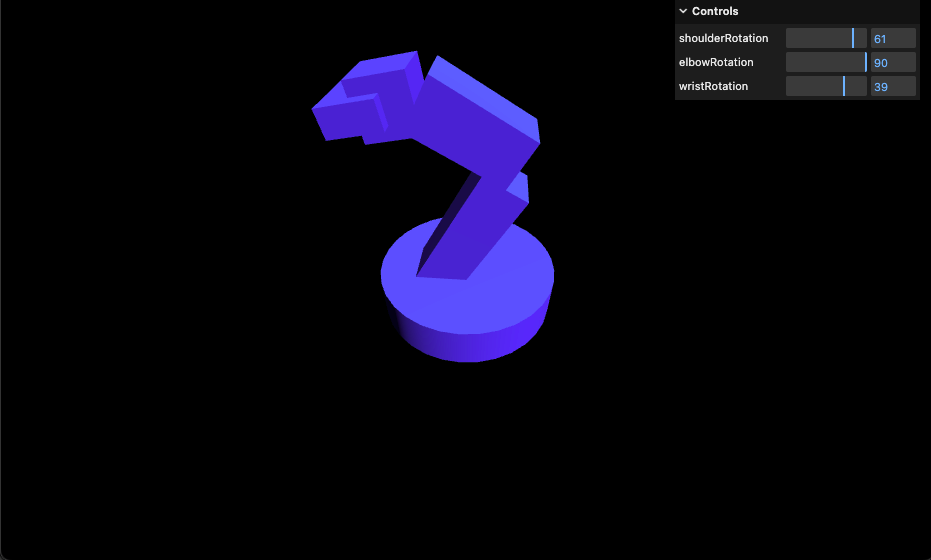 Controls
shoulderRotation 61
elbowRotation 90
wristRotation 39